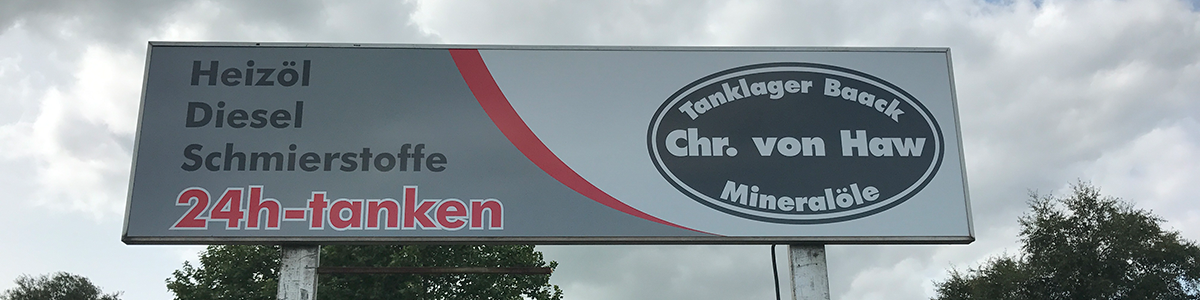 Heizöl
Diesel
Schmierstoffe
24h-tanken
Tanklager Baack
Chr. von Haw
Mineralöle